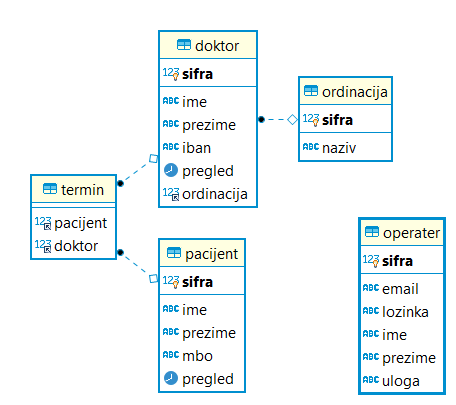 doktor
123 sifra
ABC ime
ABC prezime
ABC iban
pregled
123 ordinacija
ordinacija
123 sifra
ABC naziv
termin
123 pacijent
123 doktor
pacijent
123 sifra
ABC ime
ABC prezime
ABC mbo
pregled
operater
123 sifra
ABC email
ABC lozinka
ABC ime
ABC prezime
ABC uloga